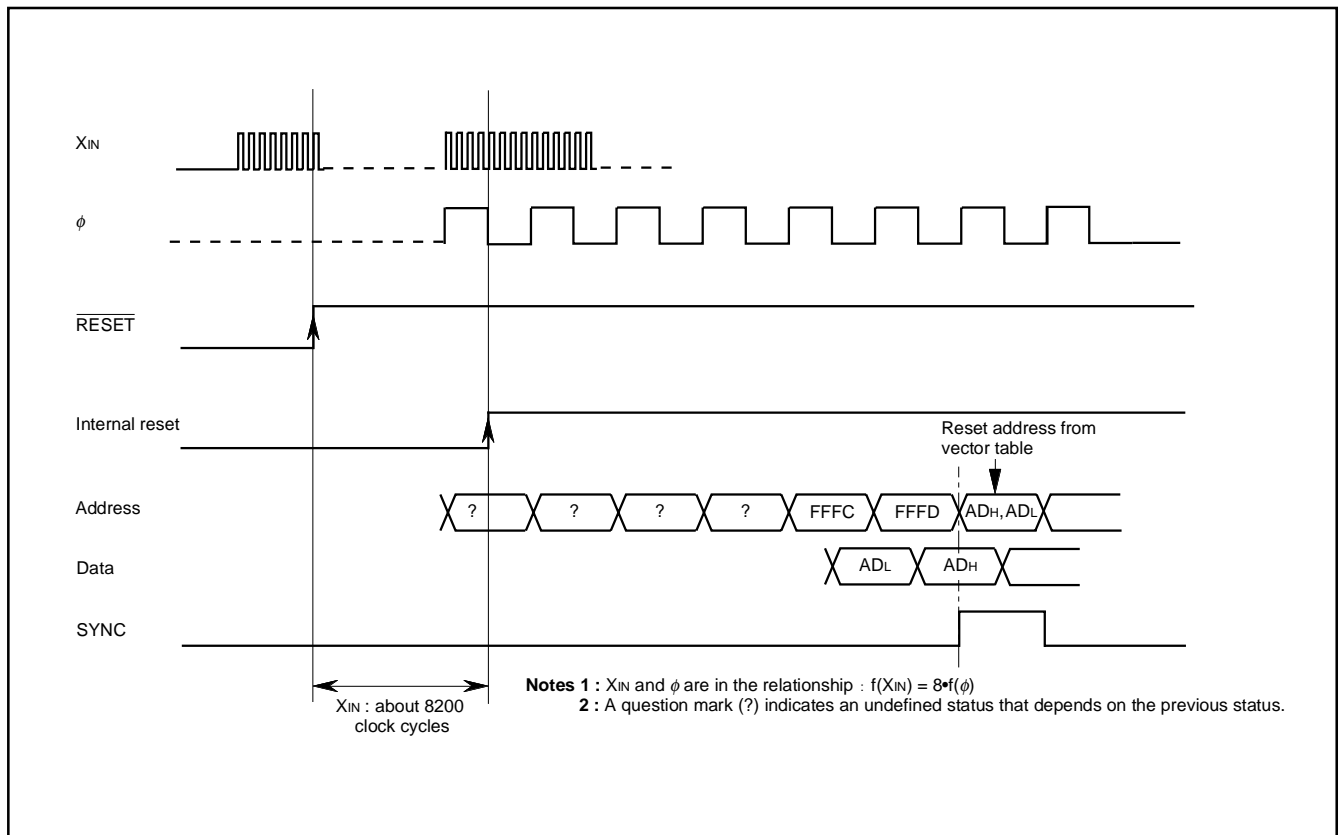 XIN
ϕ
RESET
Internal reset
Reset address from
vector table
Address
? ? ? ? FFFC FFFD ADH, ADL
Data
ADL ADH
SYNC
XIN : about 8200
clock cycles
Notes 1 : XIN and ϕ are in the relationship : f(XIN) = 8•f(ϕ)
2 : A question mark (?) indicates an undefined status that depends on the previous status.